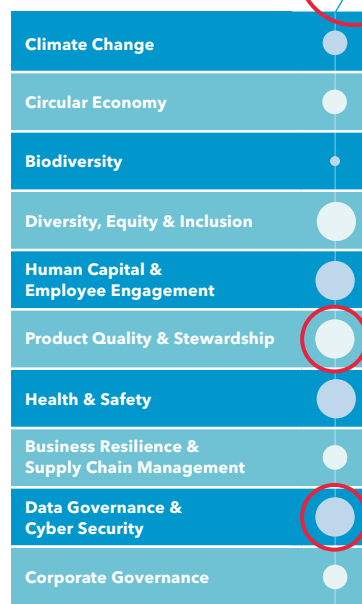 Climate Change
Circular Economy
Biodiversity
Diversity, Equity & Inclusion
Human Capital &
Employee Engagement
Product Quality & Stewardship
Health & Safety
Business Resilience &
Supply Chain Management
Data Governance &
Cyber Security
Corporate Governance